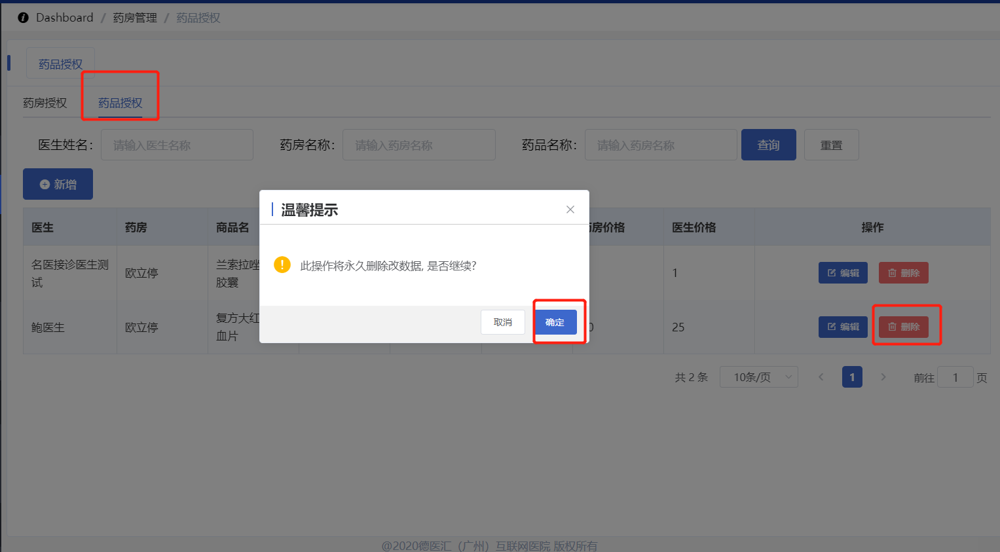 Dashboard / 药房管理 / 药品授权
药品授权
药房授权 药品授权
医生姓名: 请输入医生名称 药房名称: 请输入药房名称 药品名称: 请输入药房名称 查询 重置
新增
温馨提示
医生 药房 商品名 房价格 医生价格 操作
名医接诊医生测 兰索拉唑
试 欧立停 胶囊 此操作将永久删除改数据, 是否继续? 1 编辑 删除
鲍医生 欧立停 复方大红 取消 确定 0 25 编辑 删除
血片
共 2 条 10条/页 1 前往 1 页
@2020德医汇（广州）互联网医院 版权所有